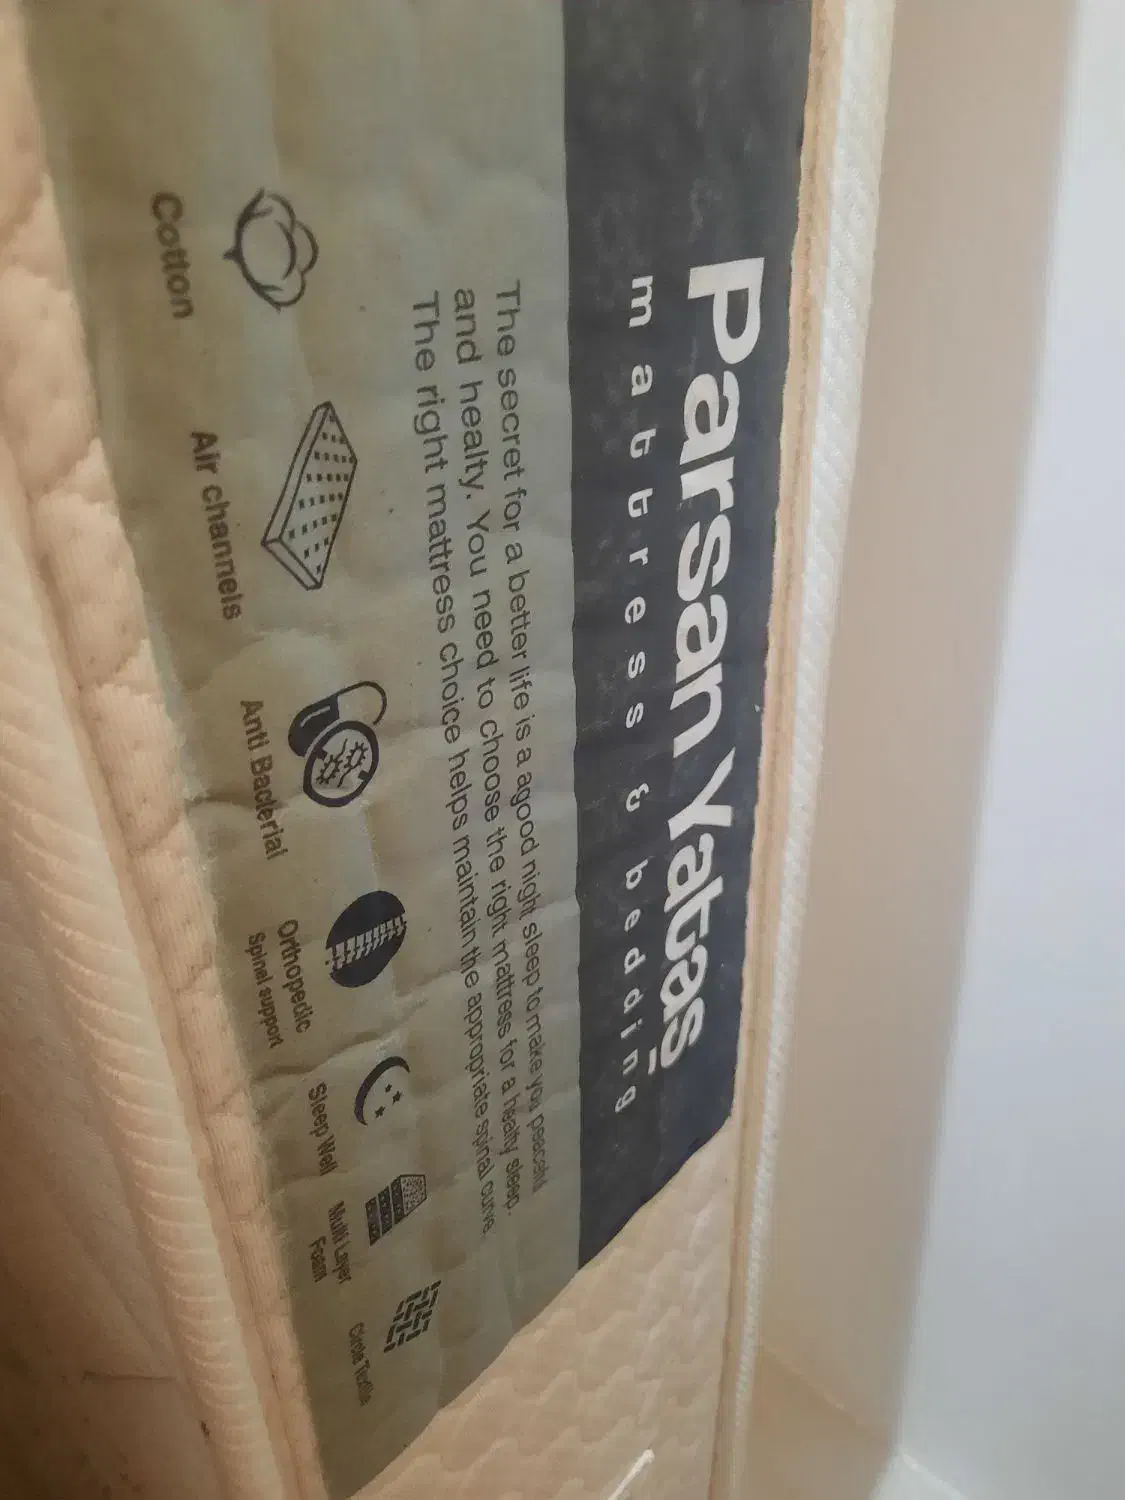 Parsan Yataş
mattress & bedding
The secret for a better life is a agood night sleep to make you peaceful
and healty. You need to choose the right mattress for a healty sleep.
The right mattress choice helps maintain the appropriate spinal curve.
Cotton
Air channels
Anti Bacterial
Orthopedic
Spinal support
Sleep Well
Multi Layer
Foam
Circle Textile